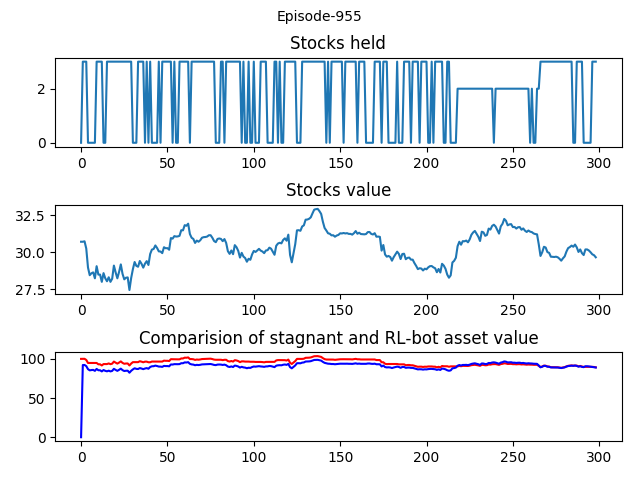 Episode-955
Stocks held
2
0
0 50 100 150 200 250 300
Stocks value
32.5
30.0
27.5
0 50 100 150 200 250 300
Comparision of stagnant and RL-bot asset value
100
50
0
0 50 100 150 200 250 300